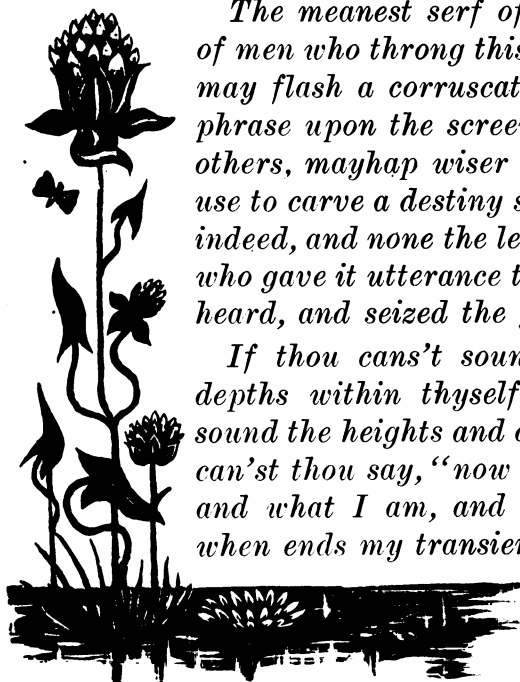 The meanest serf of
of men who throng this
may flash a corruscat
phrase upon the scree
others, mayhap wiser
use to carve a destiny s
indeed, and none the le
who gave it utterance t
heard, and seized the
If thou cans't soun
depths within thyself
sound the heights and
can'st thou say, “now
and what I am, and
when ends my transien